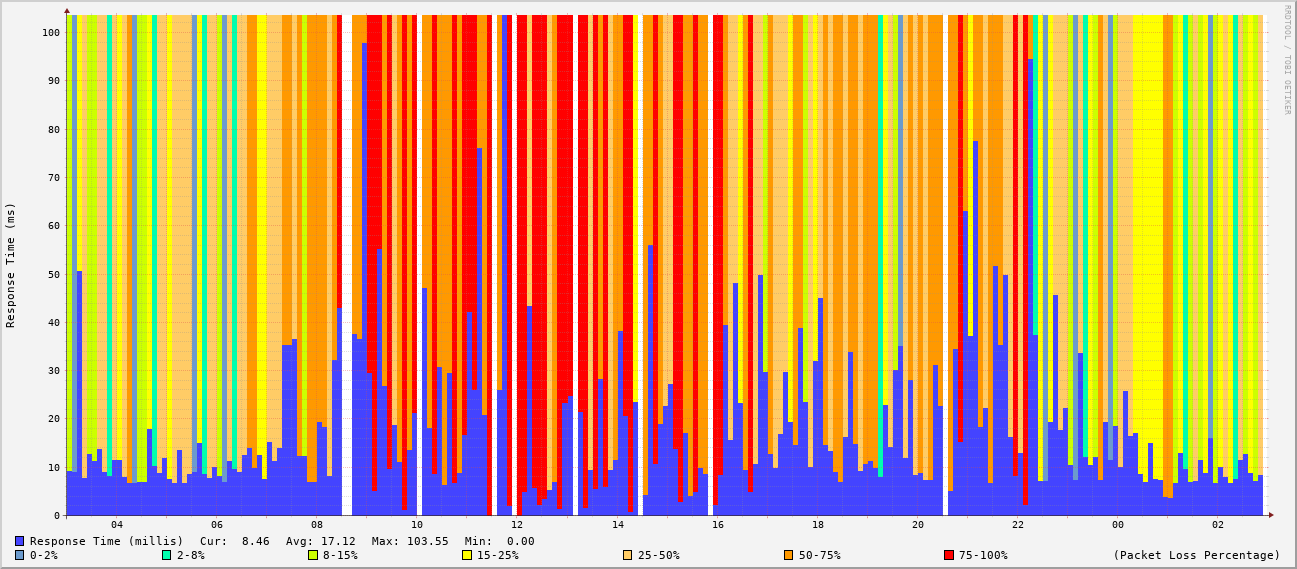 RRDTOOL / TOBI OETIKER
Response Time (ms)
100
90
80
70
60
50
40
30
20
10
0
04 06 08 10 12 14 16 18 20 22 00 02
Response Time (millis) Cur: 8.46 Avg: 17.12 Max: 103.55 Min: 0.00
0-2% 2-8% 8-15% 15-25% 25-50% 50-75% 75-100% (Packet Loss Percentage)